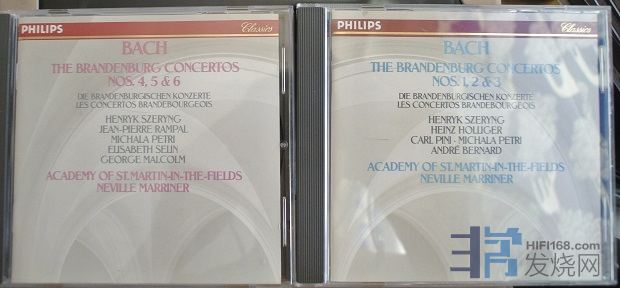 PHILIPS
Classics
BACH
THE BRANDENBURG CONCERTOS
NOS. 4, 5 & 6
DIE BRANDENBURGISCHEN KONZERTE
LES CONCERTOS BRANDEBOURGEOIS
HENRYK SZERYNG
JEAN-PIERRE RAMPAL
MICHALA PETRI
ELISABETH SELIN
GEORGE MALCOLM
ACADEMY OF ST. MARTIN-IN-THE-FIELDS
NEVILLE MARRINER
PHILIPS
Classics
BACH
THE BRANDENBURG CONCERTOS
NOS. 1, 2 & 3
DIE BRANDENBURGISCHEN KONZERTE
LES CONCERTOS BRANDEBOURGEOIS
HENRYK SZERYNG
HEINZ HOLLIGER
CARL PINI · MICHALA PETRI
ANDRÉ BERNARD
ACADEMY OF ST. MARTIN-IN-THE-FIELDS
NEVILLE MARRINER
HIFI168.com
发烧网